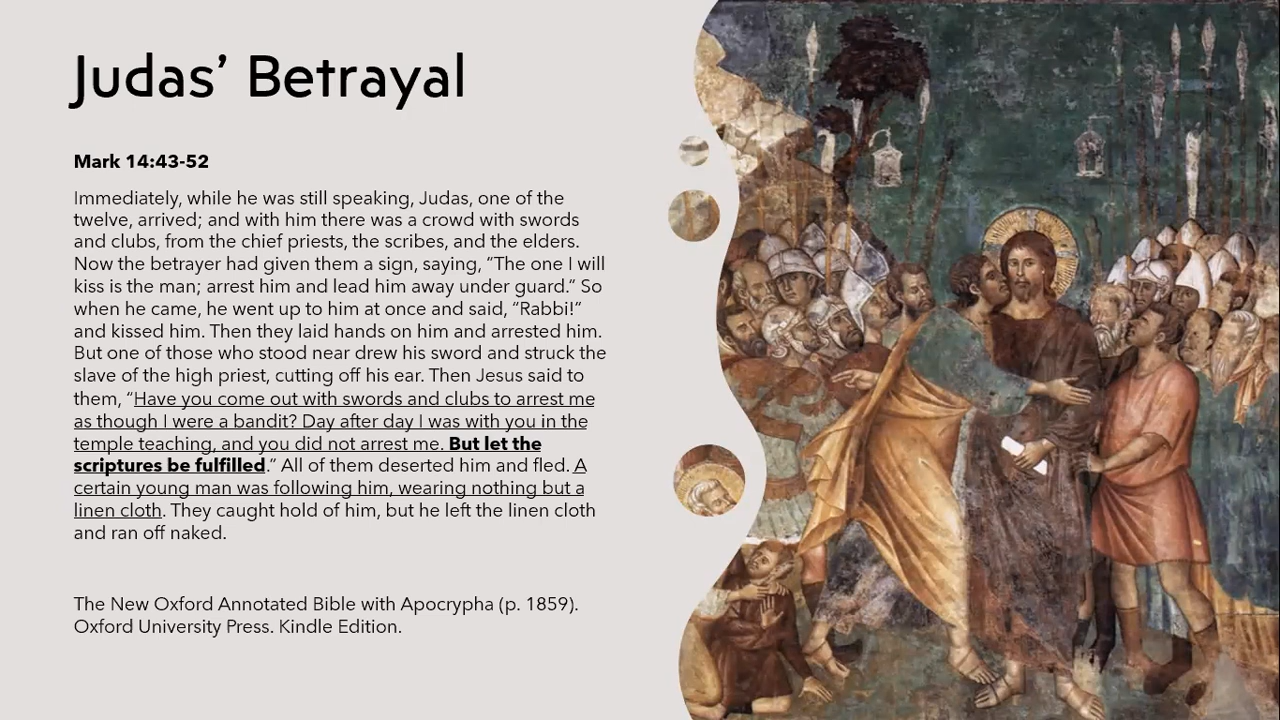 Judas’ Betrayal
Mark 14:43-52
Immediately, while he was still speaking, Judas, one of the
twelve, arrived; and with him there was a crowd with swords
and clubs, from the chief priests, the scribes, and the elders.
Now the betrayer had given them a sign, saying, “The one I will
kiss is the man; arrest him and lead him away under guard.” So
when he came, he went up to him at once and said, “Rabbi!”
and kissed him. Then they laid hands on him and arrested him.
But one of those who stood near drew his sword and struck the
slave of the high priest, cutting off his ear. Then Jesus said to
them, “Have you come out with swords and clubs to arrest me
as though I were a bandit? Day after day I was with you in the
temple teaching, and you did not arrest me. But let the
scriptures be fulfilled.” All of them deserted him and fled. A
certain young man was following him, wearing nothing but a
linen cloth. They caught hold of him, but he left the linen cloth
and ran off naked.
The New Oxford Annotated Bible with Apocrypha (p. 1859).
Oxford University Press. Kindle Edition.